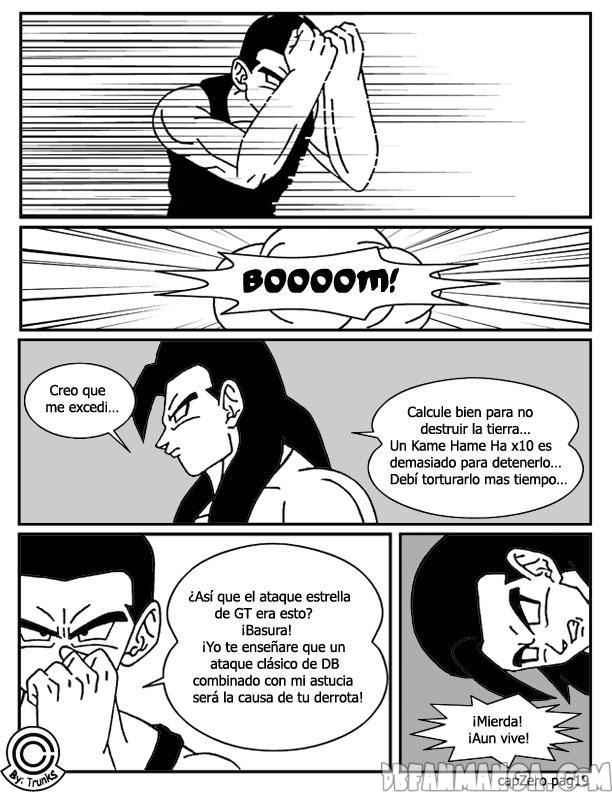 BOOOOM!
Creo que
me excedi...
Calcule bien para no
destruir la tierra...
Un Kame Hame Ha x10 es
demasiado para detenerlo...
Debí torturarlo mas tiempo...
¿Así que el ataque estrella
de GT era esto?
¡Basura!
¡Yo te enseñare que un
ataque clásico de DB
combinado con mi astucia
será la causa de tu derrota!
¡Mierda!
¡Aun vive!
By: Trunks
capZero-pag19
DBFANMANGA.COM